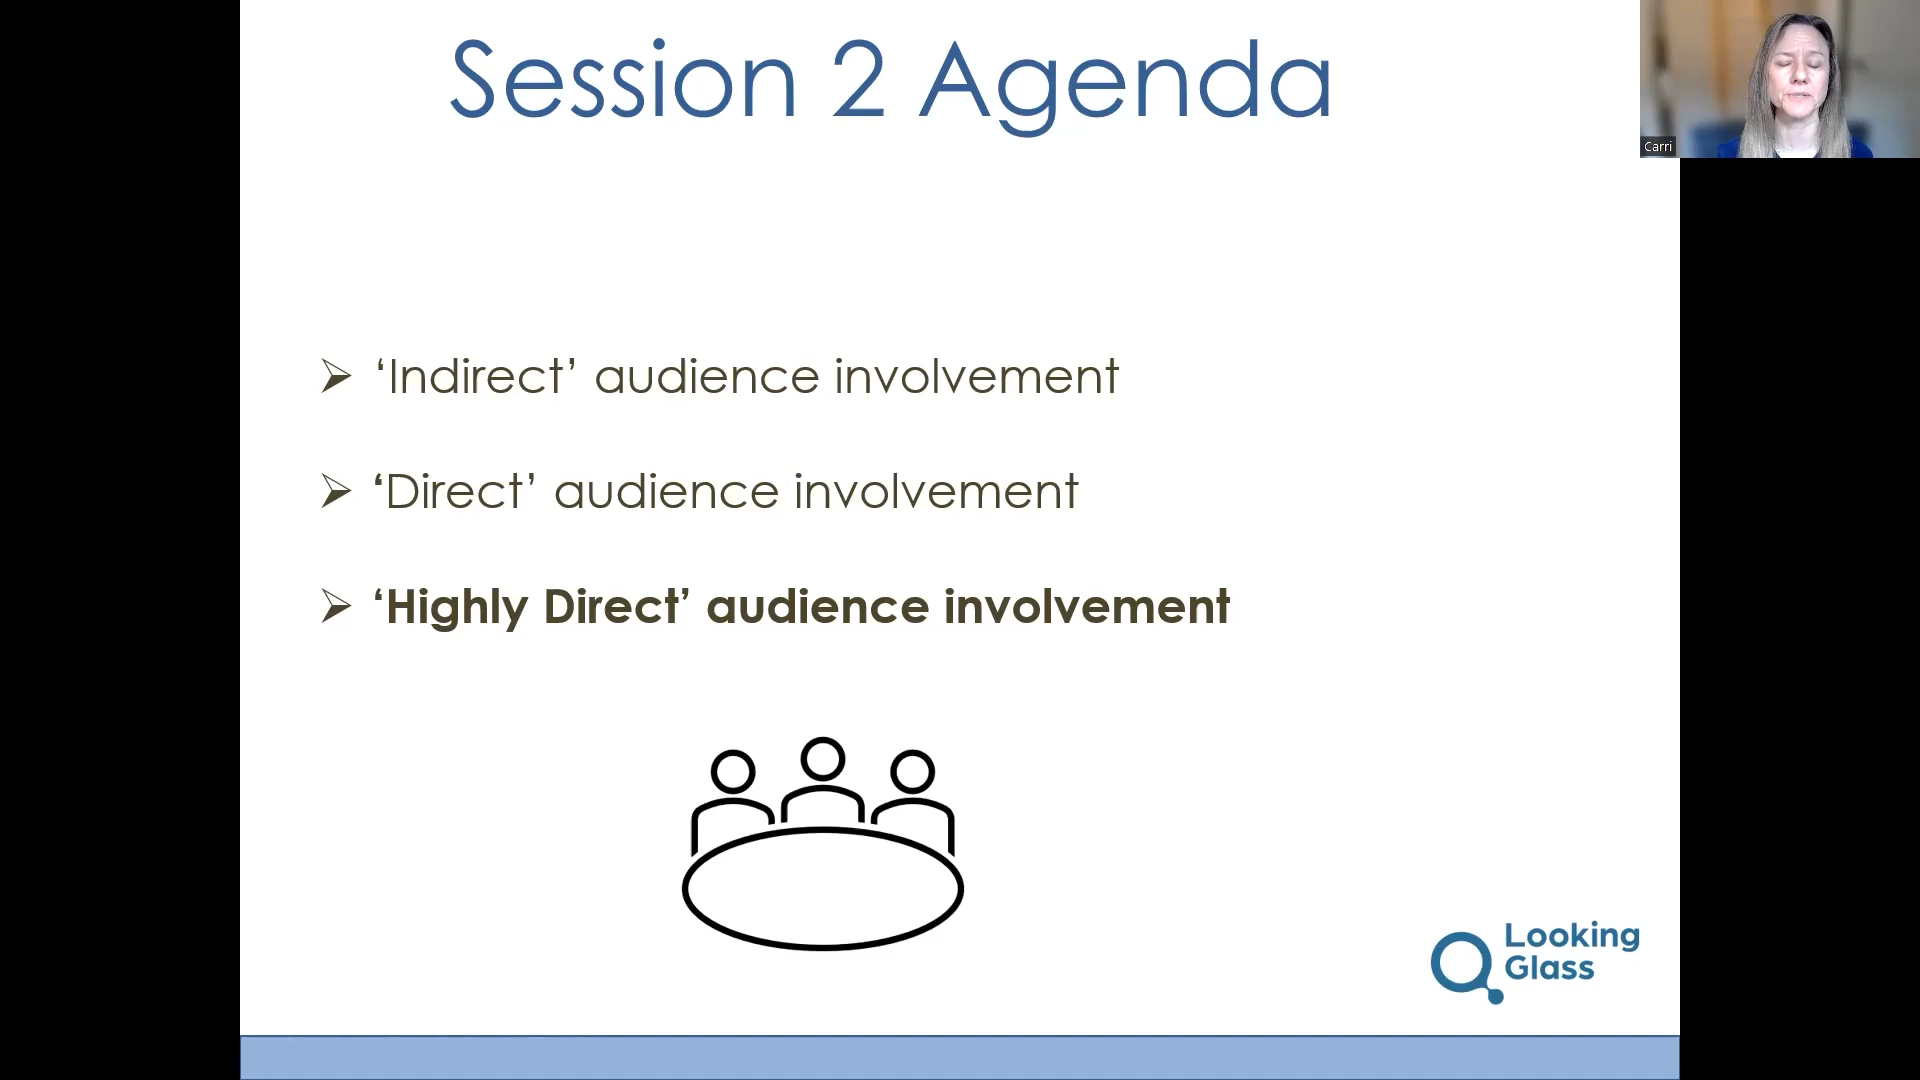 Session 2 Agenda
Carri
‘Indirect’ audience involvement
‘Direct’ audience involvement
‘Highly Direct’ audience involvement
Looking
Glass